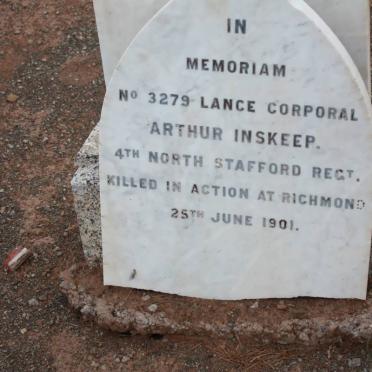 IN
MEMORIAM
No 3279 LANCE CORPORAL
ARTHUR INSKEEP.
4TH NORTH STAFFORD REGT.
KILLED IN ACTION AT RICHMOND
25TH JUNE 1901.